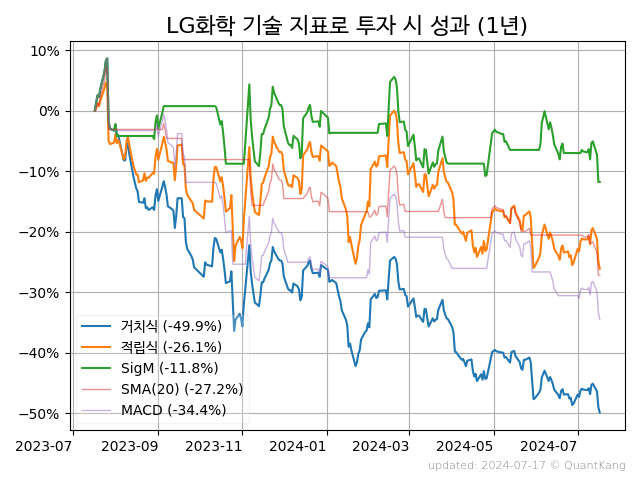 LG화학 기술 지표로 투자 시 성과 (1년)
10%
0%
−10%
−20%
−30%
−40%
−50%
거치식 (-49.9%)
적립식 (-26.1%)
SigM (-11.8%)
SMA(20) (-27.2%)
MACD (-34.4%)
2023-07 2023-09 2023-11 2024-01 2024-03 2024-05 2024-07
updated: 2024-07-17 © QuantKang